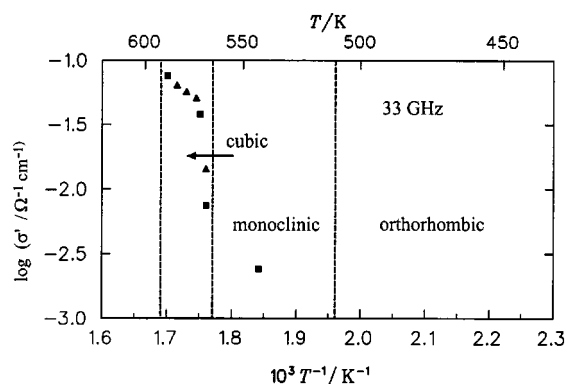 T/K
590 550 500 450
-1.0
33 GHz
-1.5
cubic
-2.0
monoclinic orthorhombic
-2.5
-3.0
log (σ' /Ω⁻¹ cm⁻¹)
1.6 1.7 1.8 1.9 2.0 2.1 2.2 2.3
10³ T⁻¹/K⁻¹